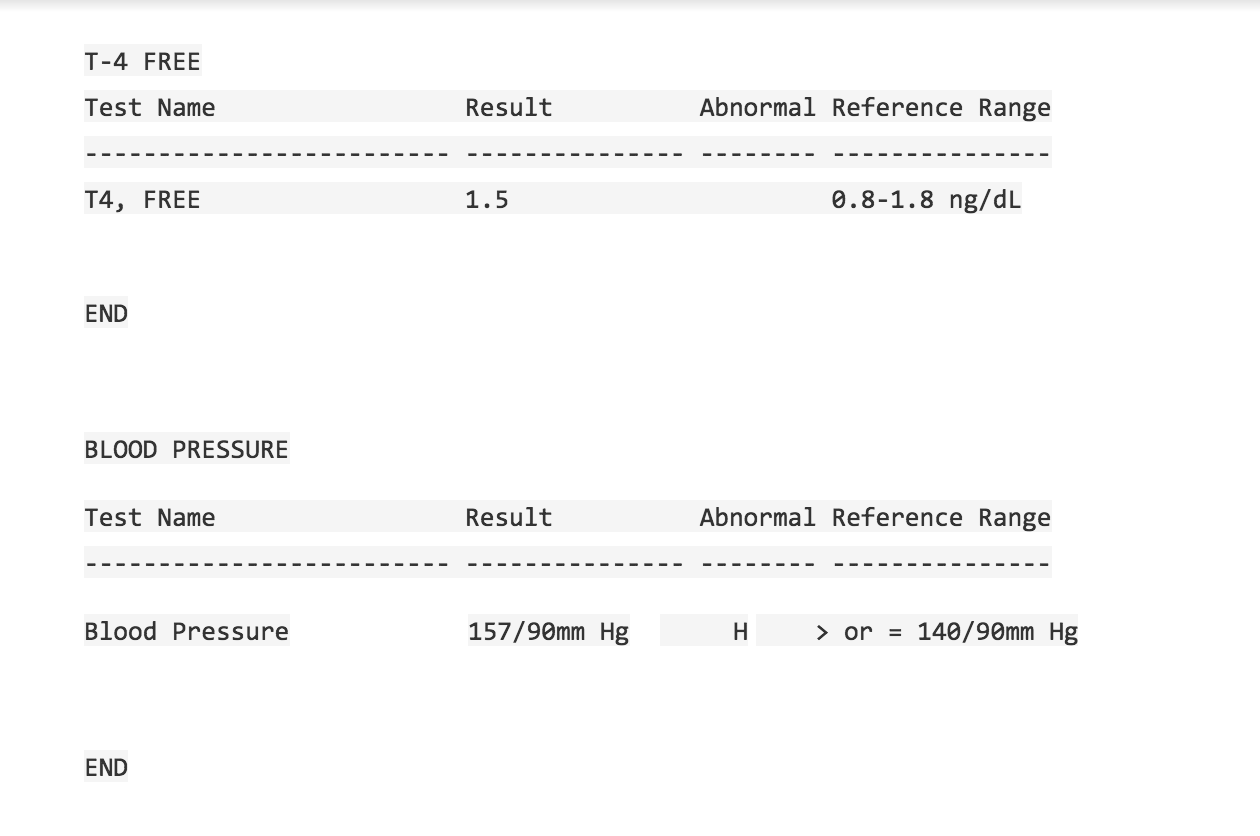 T-4 FREE
Test Name Result Abnormal Reference Range
------------------------- --------------- -------- ---------------
T4, FREE 1.5 0.8-1.8 ng/dL
END
BLOOD PRESSURE
Test Name Result Abnormal Reference Range
------------------------- --------------- -------- ---------------
Blood Pressure 157/90mm Hg H > or = 140/90mm Hg
END